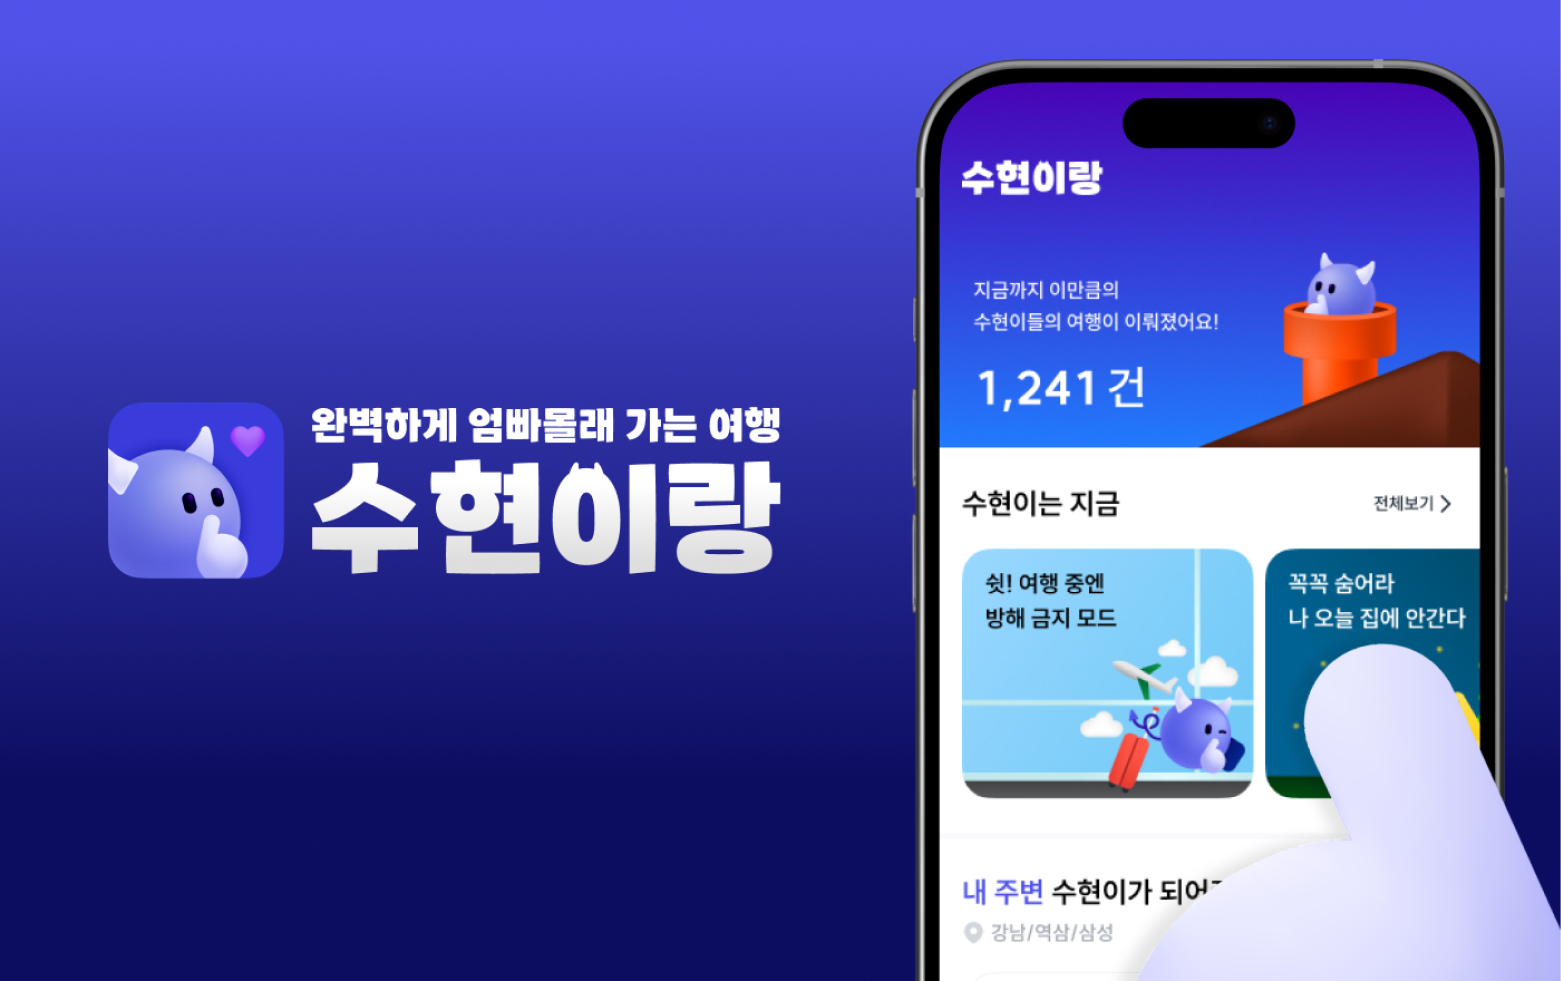 완벽하게 엄빠몰래 가는 여행
수현이랑
수현이랑
지금까지 이만큼의
수현이들의 여행이 이뤄졌어요!
1,241 건
수현이는 지금
전체보기
쉿! 여행 중엔
방해 금지 모드
꼭꼭 숨어라
나 오늘 집에 안간다
내 주변 수현이가 되어
강남/역삼/삼성